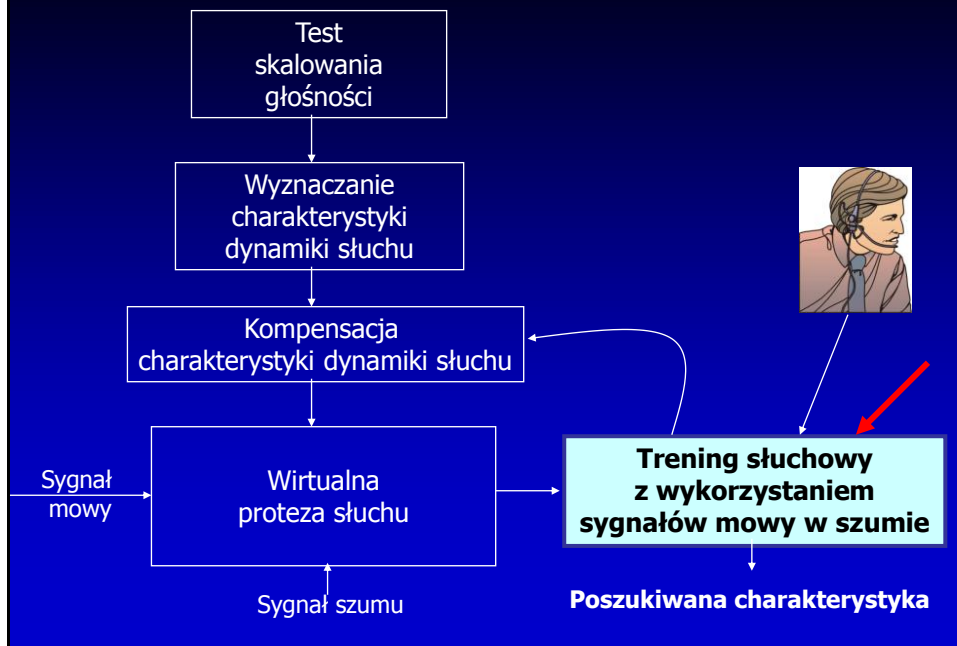 Test
skalowania
głośności
Wyznaczanie
charakterystyki
dynamiki słuchu
Kompensacja
charakterystyki dynamiki słuchu
Sygnał
mowy
Wirtualna
proteza słuchu
Trening słuchowy
z wykorzystaniem
sygnałów mowy w szumie
Sygnał szumu
Poszukiwana charakterystyka